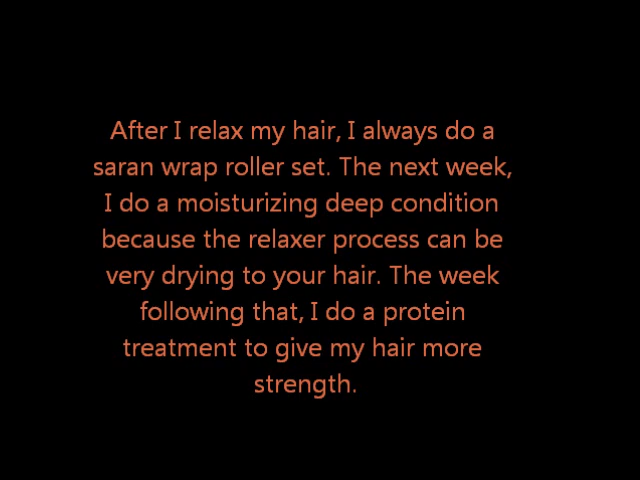 After I relax my hair, I always do a
saran wrap roller set. The next week,
I do a moisturizing deep condition
because the relaxer process can be
very drying to your hair. The week
following that, I do a protein
treatment to give my hair more
strength.